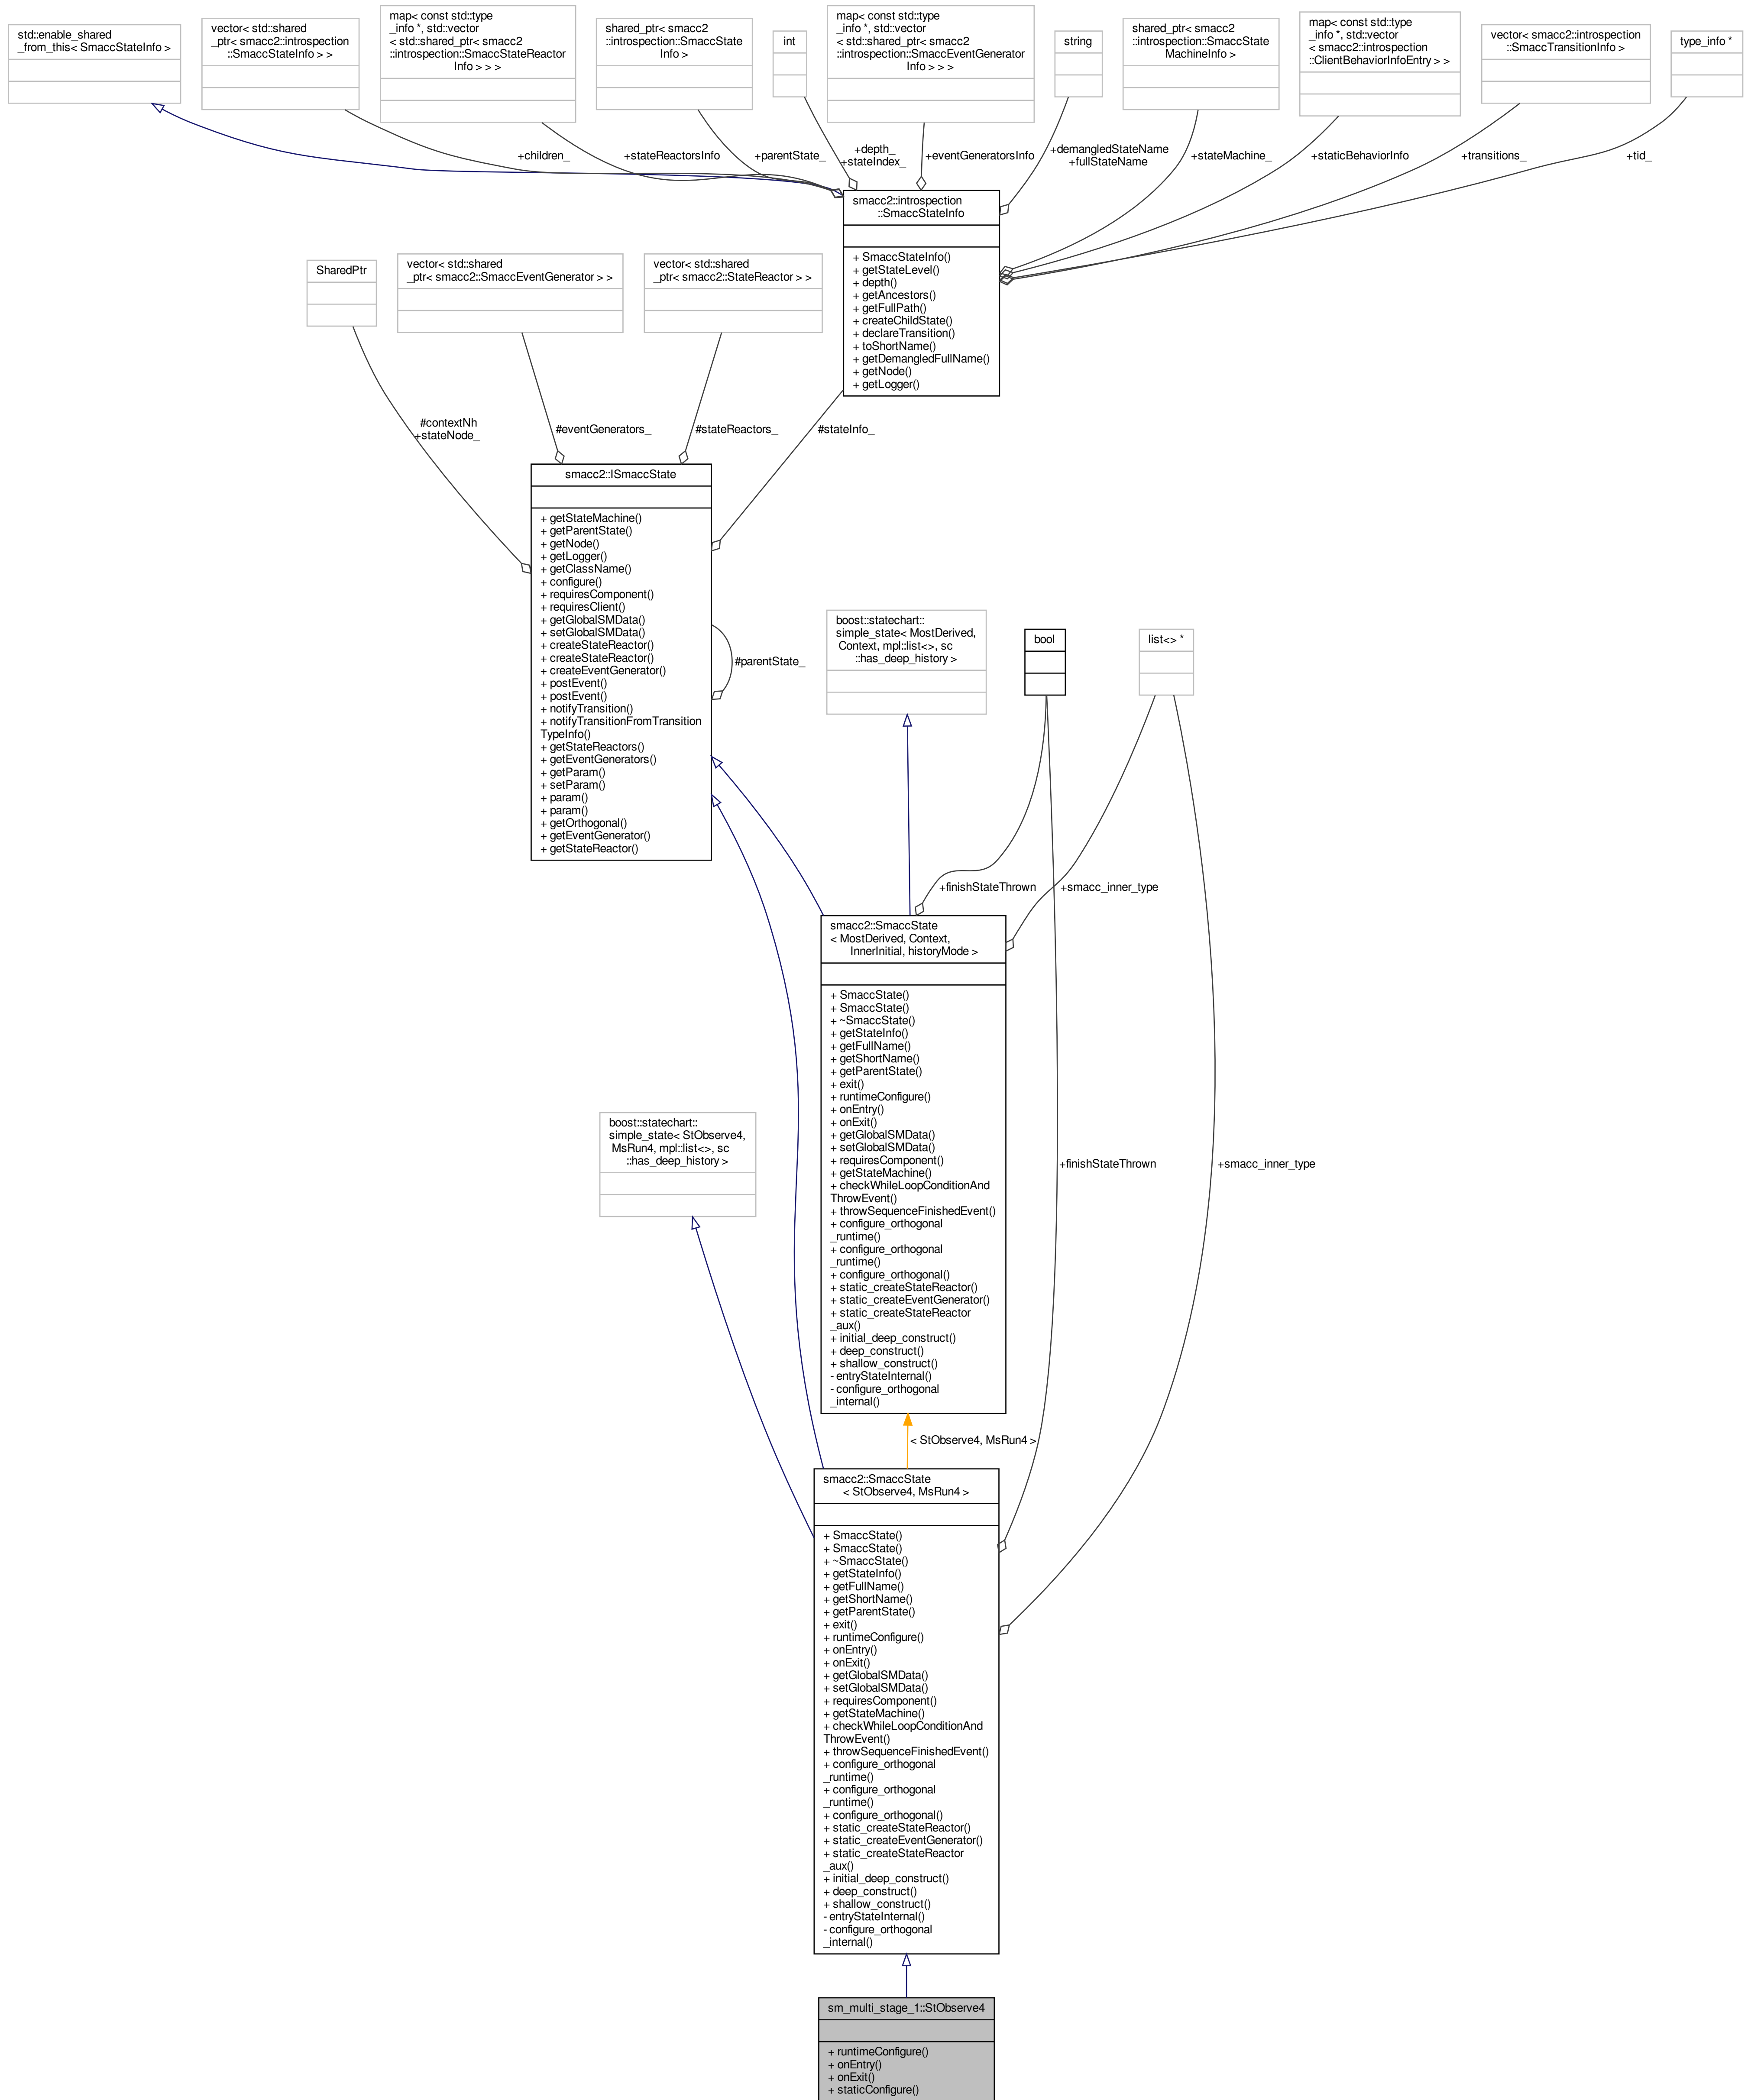 std::enable_shared
_from_this< SmaccStateInfo >
vector< std::shared
_ptr< smacc2::introspection
::SmaccStateInfo > >
map< const std::type
_info *, std::vector
< std::shared_ptr< smacc2
::introspection::SmaccStateReactor
Info > > >
shared_ptr< smacc2
::introspection::SmaccState
Info >
int
map< const std::type
_info *, std::vector
< std::shared_ptr< smacc2
::introspection::SmaccEventGenerator
Info > > >
string
shared_ptr< smacc2
::introspection::SmaccState
MachineInfo >
map< const std::type
_info *, std::vector
< smacc2::introspection
::ClientBehaviorInfoEntry > >
vector< smacc2::introspection
::SmaccTransitionInfo >
type_info *
+children_
+stateReactorsInfo
+parentState_
+depth_
+stateIndex_
+eventGeneratorsInfo
+demangledStateName
+fullStateName
+stateMachine_
+staticBehaviorInfo
+transitions_
+tid_
smacc2::introspection
::SmaccStateInfo
+ SmaccStateInfo()
+ getStateLevel()
+ depth()
+ getAncestors()
+ getFullPath()
+ createChildState()
+ declareTransition()
+ toShortName()
+ getDemangledFullName()
+ getNode()
+ getLogger()
SharedPtr
vector< std::shared
_ptr< smacc2::SmaccEventGenerator > >
vector< std::shared
_ptr< smacc2::StateReactor > >
#contextNh
+stateNode_
#eventGenerators_
#stateReactors_
#stateInfo_
smacc2::ISmaccState
+ getStateMachine()
+ getParentState()
+ getNode()
+ getLogger()
+ getClassName()
+ configure()
+ requiresComponent()
+ requiresClient()
+ getGlobalSMData()
+ setGlobalSMData()
+ createStateReactor()
+ createStateReactor()
+ createEventGenerator()
+ postEvent()
+ postEvent()
+ notifyTransition()
+ notifyTransitionFromTransition
TypeInfo()
+ getStateReactors()
+ getEventGenerators()
+ getParam()
+ setParam()
+ param()
+ param()
+ getOrthogonal()
+ getEventGenerator()
+ getStateReactor()
#parentState_
boost::statechart::
simple_state< MostDerived,
Context, mpl::list<>, sc
::has_deep_history >
bool
list<> *
+finishStateThrown
+smacc_inner_type
smacc2::SmaccState
< MostDerived, Context,
InnerInitial, historyMode >
+ SmaccState()
+ SmaccState()
+ ~SmaccState()
+ getStateInfo()
+ getFullName()
+ getShortName()
+ getParentState()
+ exit()
+ runtimeConfigure()
+ onEntry()
+ onExit()
+ getGlobalSMData()
+ setGlobalSMData()
+ requiresComponent()
+ getStateMachine()
+ checkWhileLoopConditionAnd
ThrowEvent()
+ throwSequenceFinishedEvent()
+ configure_orthogonal
_runtime()
+ configure_orthogonal
_runtime()
+ configure_orthogonal()
+ static_createStateReactor()
+ static_createEventGenerator()
+ static_createStateReactor
_aux()
+ initial_deep_construct()
+ deep_construct()
+ shallow_construct()
- entryStateInternal()
- configure_orthogonal
_internal()
boost::statechart::
simple_state< StObserve4,
MsRun4, mpl::list<>, sc
::has_deep_history >
+finishStateThrown
+smacc_inner_type
< StObserve4, MsRun4 >
smacc2::SmaccState
< StObserve4, MsRun4 >
+ SmaccState()
+ SmaccState()
+ ~SmaccState()
+ getStateInfo()
+ getFullName()
+ getShortName()
+ getParentState()
+ exit()
+ runtimeConfigure()
+ onEntry()
+ onExit()
+ getGlobalSMData()
+ setGlobalSMData()
+ requiresComponent()
+ getStateMachine()
+ checkWhileLoopConditionAnd
ThrowEvent()
+ throwSequenceFinishedEvent()
+ configure_orthogonal
_runtime()
+ configure_orthogonal
_runtime()
+ configure_orthogonal()
+ static_createStateReactor()
+ static_createEventGenerator()
+ static_createStateReactor
_aux()
+ initial_deep_construct()
+ deep_construct()
+ shallow_construct()
- entryStateInternal()
- configure_orthogonal
_internal()
sm_multi_stage_1::StObserve4
+ runtimeConfigure()
+ onEntry()
+ onExit()
+ staticConfigure()